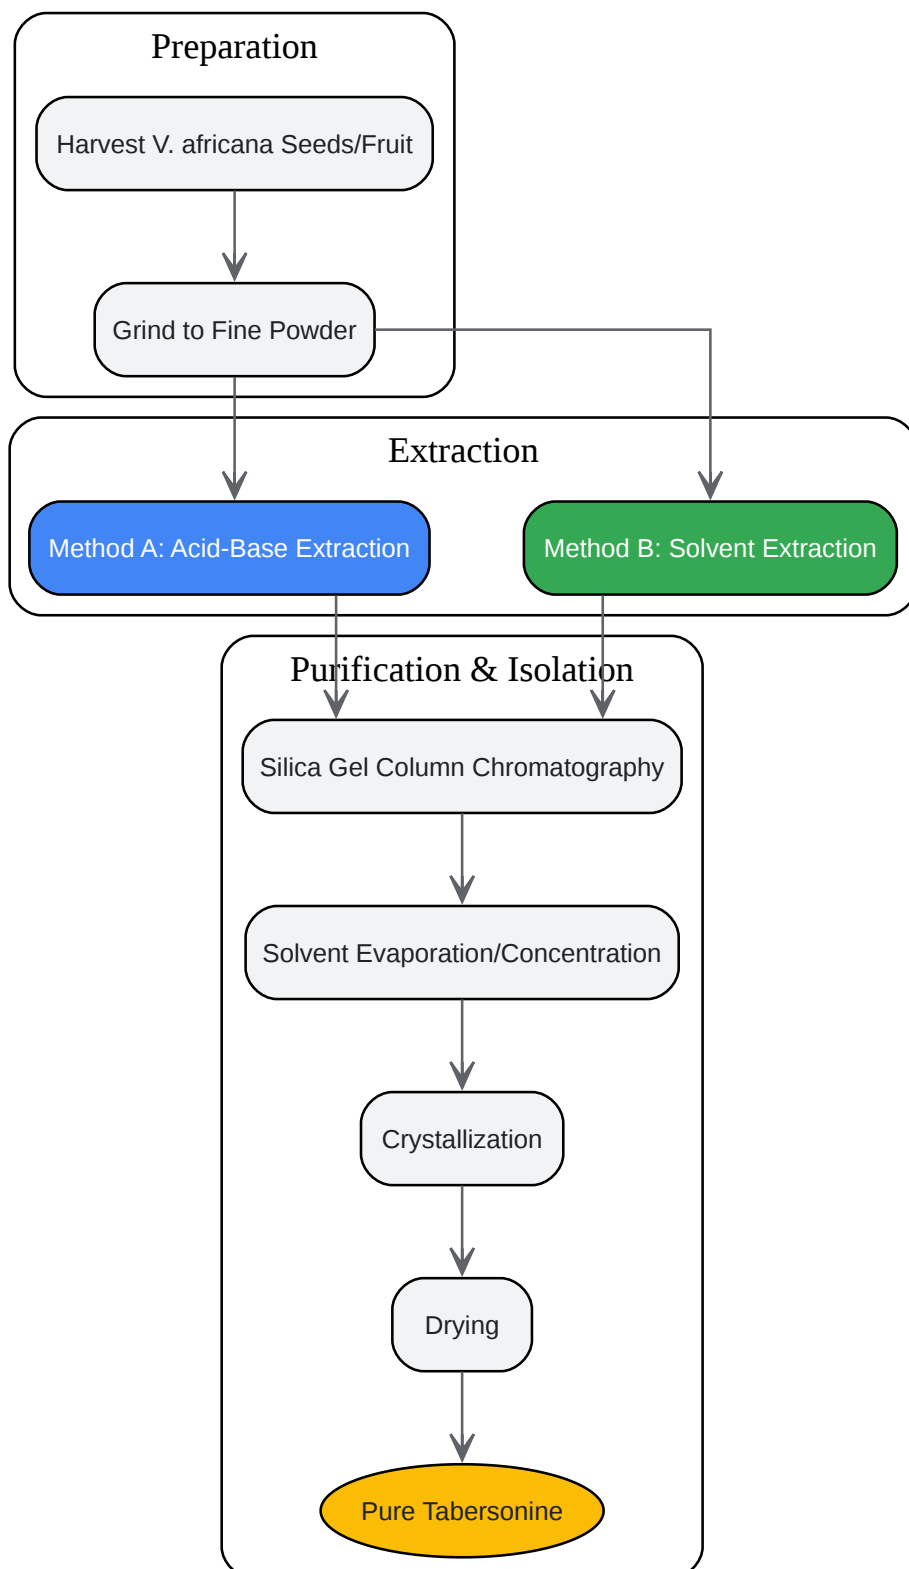 Preparation
Harvest V. africana Seeds/Fruit
Grind to Fine Powder
Extraction
Method A: Acid-Base Extraction
Method B: Solvent Extraction
Purification & Isolation
Silica Gel Column Chromatography
Solvent Evaporation/Concentration
Crystallization
Drying
Pure Tabersonine